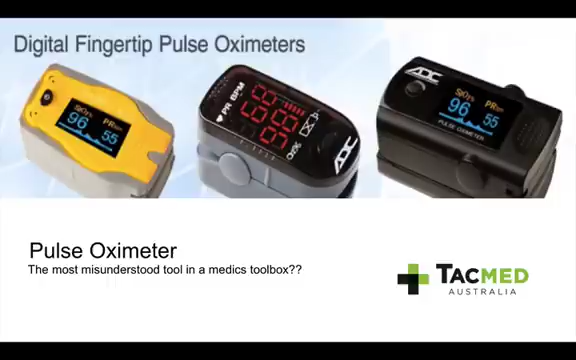 Digital Fingertip Pulse Oximeters
SpO2% PRbpm
96 55
♥PR BPM
ADC
ADC
SpO2% PRbpm
96 55
PULSE OXIMETER
Pulse Oximeter
The most misunderstood tool in a medics toolbox??
TACMED
AUSTRALIA